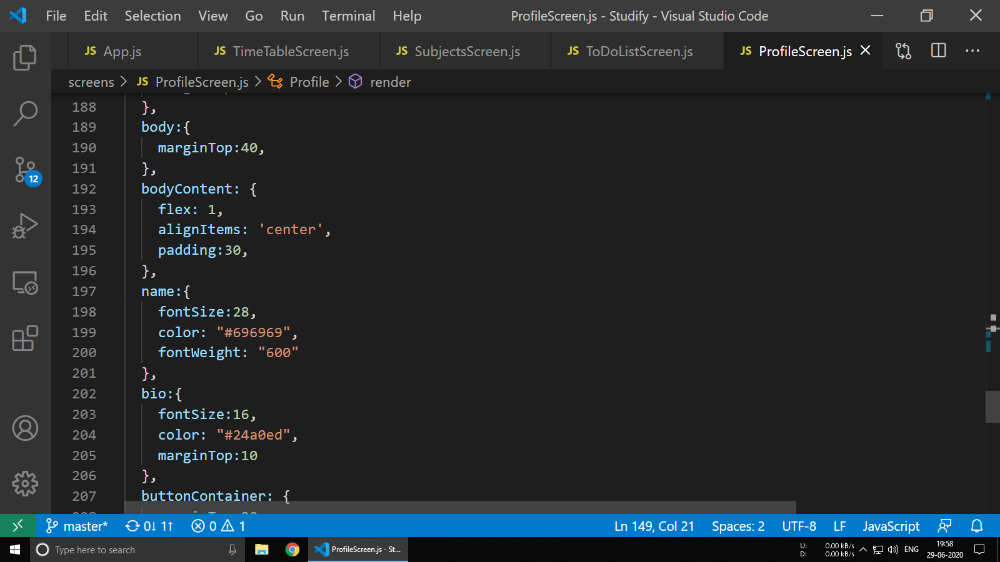 File Edit Selection View Go Run Terminal Help ProfileScreen.js - Studify - Visual Studio Code
JS App.js JS TimeTableScreen.js JS SubjectsScreen.js JS ToDoListScreen.js JS ProfileScreen.js
screens > JS ProfileScreen.js > Profile > render
188 },
189 body:{
190 marginTop:40,
191 },
192 bodyContent: {
193 flex: 1,
194 alignItems: 'center',
195 padding:30,
196 },
197 name:{
198 fontSize:28,
199 color: "#696969",
200 fontWeight: "600"
201 },
202 bio:{
203 fontSize:16,
204 color: "#24a0ed",
205 marginTop:10
206 },
207 buttonContainer: {
12
master* 0↓ 1↑ 0 1 Ln 149, Col 21 Spaces: 2 UTF-8 LF JavaScript
Type here to search ProfileScreen.js - St... U: 0.00 kB/s D: 0.00 kB/s ENG 19:58
29-06-2020